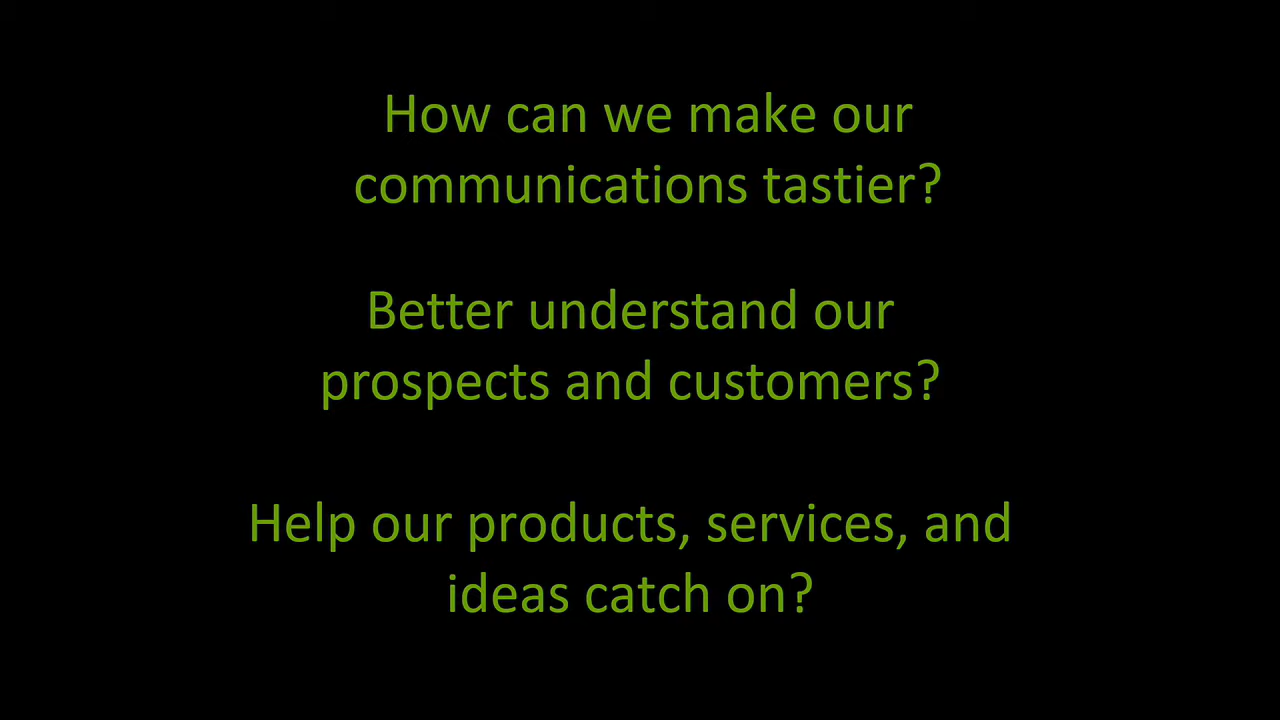 How can we make our
communications tastier?
Better understand our
prospects and customers?
Help our products, services, and
ideas catch on?